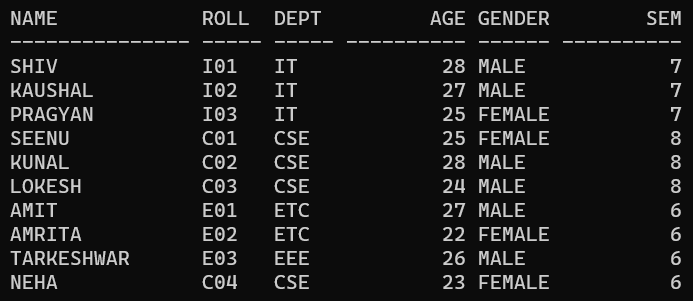 NAME            ROLL  DEPT         AGE GENDER        SEM
--------------- ----- ----- ---------- ------ ----------
SHIV            I01   IT            28 MALE            7
KAUSHAL         I02   IT            27 MALE            7
PRAGYAN         I03   IT            25 FEMALE          7
SEENU           C01   CSE           25 FEMALE          8
KUNAL           C02   CSE           28 MALE            8
LOKESH          C03   CSE           24 MALE            8
AMIT            E01   ETC           27 MALE            6
AMRITA          E02   ETC           22 FEMALE          6
TARKESHWAR      E03   EEE           26 MALE            6
NEHA            C04   CSE           23 FEMALE          6